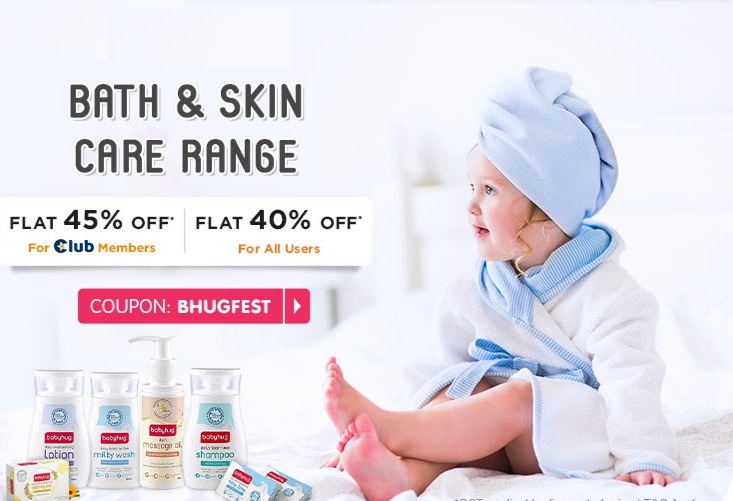 BATH & SKIN
CARE RANGE
FLAT 45% OFF*
For Club Members
FLAT 40% OFF*
For All Users
COUPON: BHUGFEST
babyhug
lotion
babyhug
milky wash
babyhug
massage oil
babyhug
shampoo
babyhug